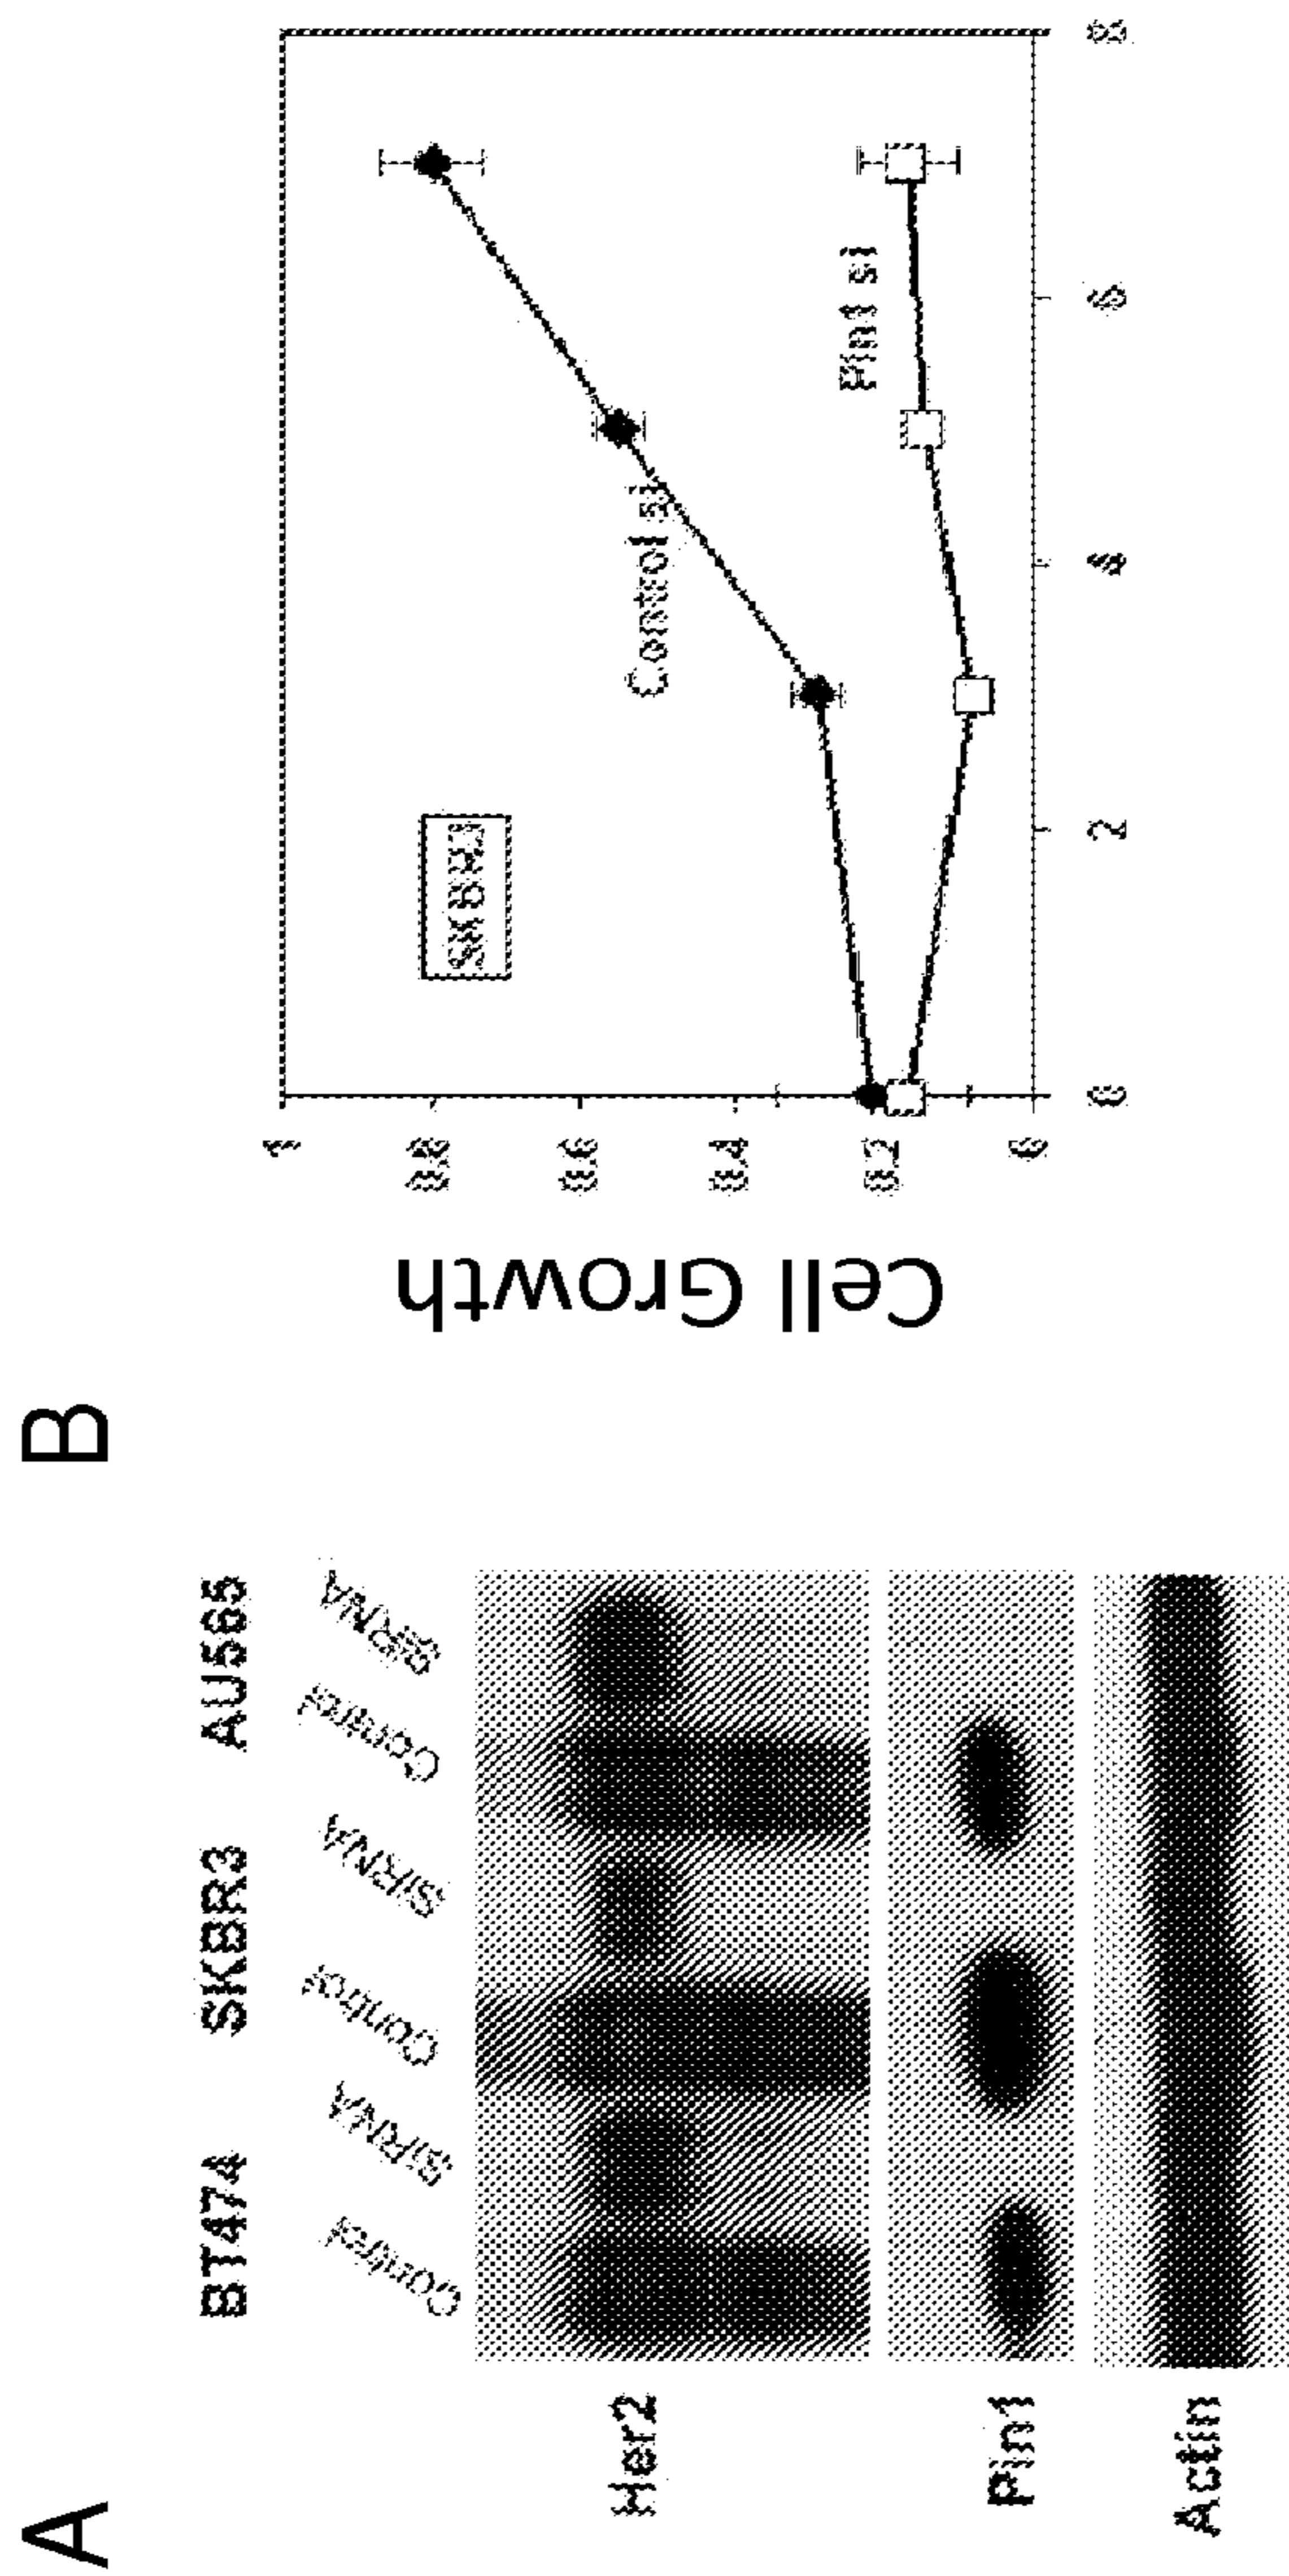 A
BT474 SKBR3 AU565
Control SiRNA Control SiRNA Control siRNA
Her2
Pin1
Actin
B
Cell Growth
1
0.8
0.6
0.4
0.2
0
SKBR3
Control si
Pin1 si
0 2 4 6 8